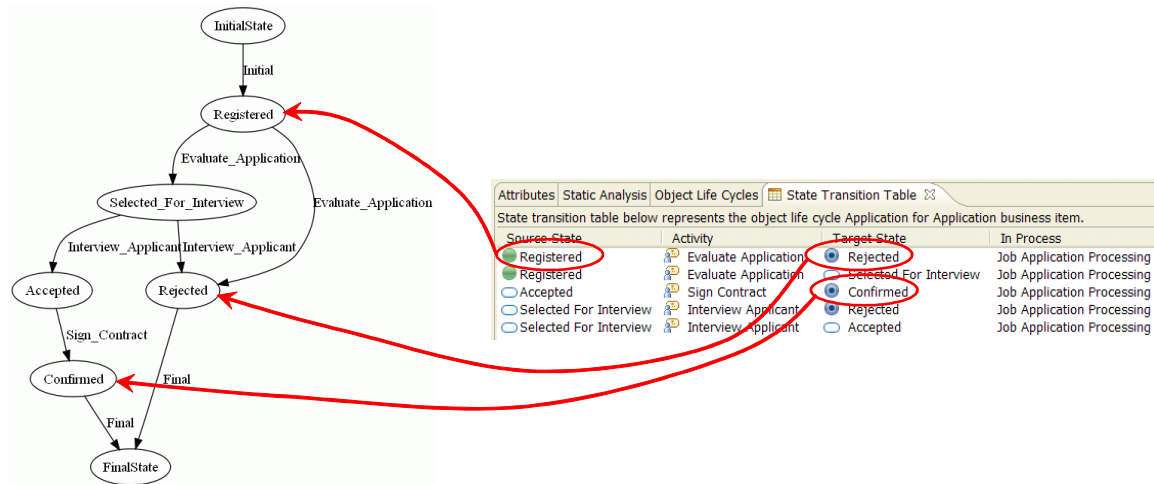 InitialState
Initial
Registered
Evaluate_Application
Selected_For_Interview
Evaluate_Application
Interview_Applicant Interview_Applicant
Accepted Rejected
Sign_Contract
Confirmed Final
Final
FinalState
Attributes Static Analysis Object Life Cycles State Transition Table
State transition table below represents the object life cycle Application for Application business item.
Source State Activity Target State In Process
Registered Evaluate Application Rejected Job Application Processing
Registered Evaluate Application Selected For Interview Job Application Processing
Accepted Sign Contract Confirmed Job Application Processing
Selected For Interview Interview Applicant Rejected Job Application Processing
Selected For Interview Interview Applicant Accepted Job Application Processing